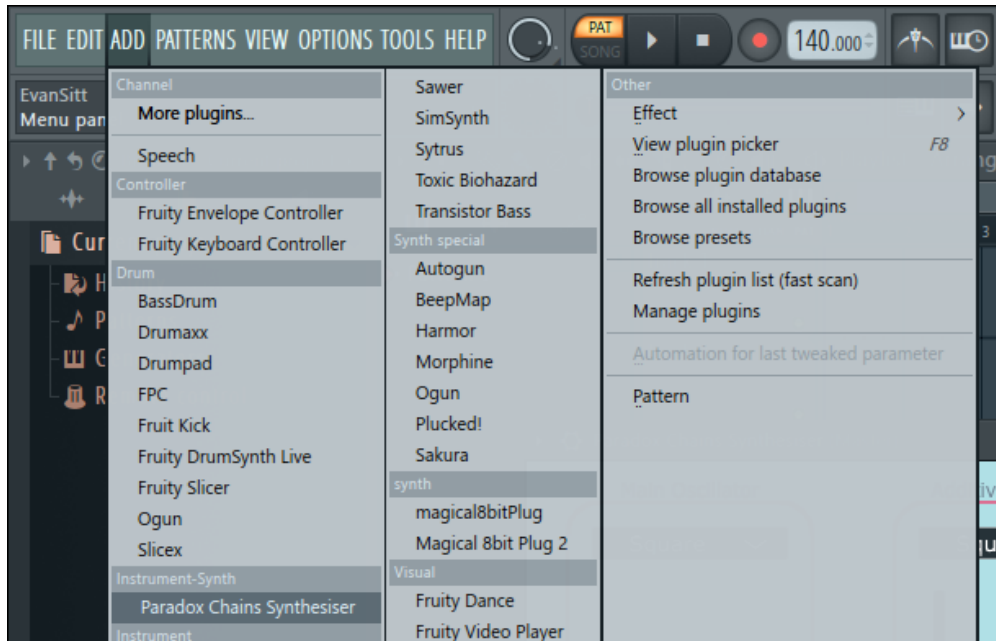 FILE EDIT ADD PATTERNS VIEW OPTIONS TOOLS HELP
PAT
SONG
140.000
EvanSitt
Menu pan
Cur
H
P
G
R
Channel
More plugins...
Speech
Controller
Fruity Envelope Controller
Fruity Keyboard Controller
Drum
BassDrum
Drumaxx
Drumpad
FPC
Fruit Kick
Fruity DrumSynth Live
Fruity Slicer
Ogun
Slicex
Instrument-Synth
Paradox Chains Synthesiser
Instrument
Sawer
SimSynth
Sytrus
Toxic Biohazard
Transistor Bass
Synth special
Autogun
BeepMap
Harmor
Morphine
Ogun
Plucked!
Sakura
synth
magical8bitPlug
Magical 8bit Plug 2
Visual
Fruity Dance
Fruity Video Player
Other
Effect
View plugin picker F8
Browse plugin database
Browse all installed plugins
Browse presets
Refresh plugin list (fast scan)
Manage plugins
Automation for last tweaked parameter
Pattern
3